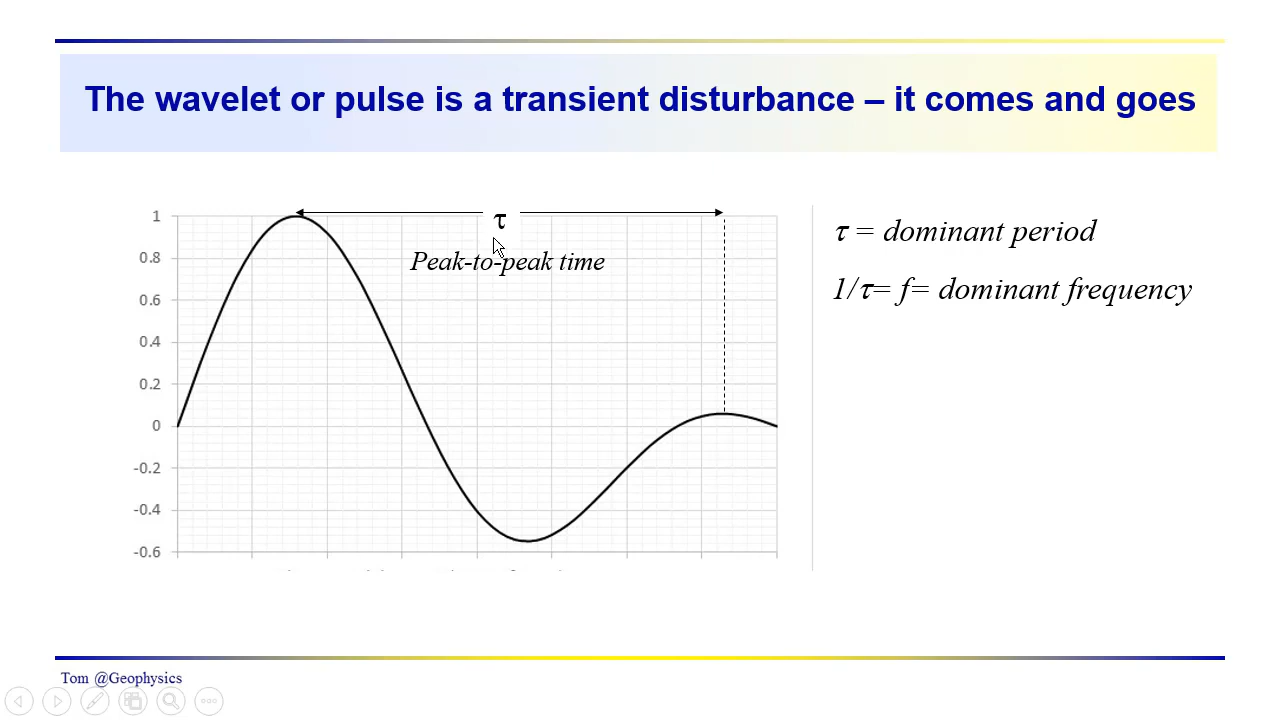 The wavelet or pulse is a transient disturbance – it comes and goes
1
0.8
0.6
0.4
0.2
0
-0.2
-0.4
-0.6
τ
Peak-to-peak time
τ = dominant period
1/τ= f= dominant frequency
Tom @Geophysics